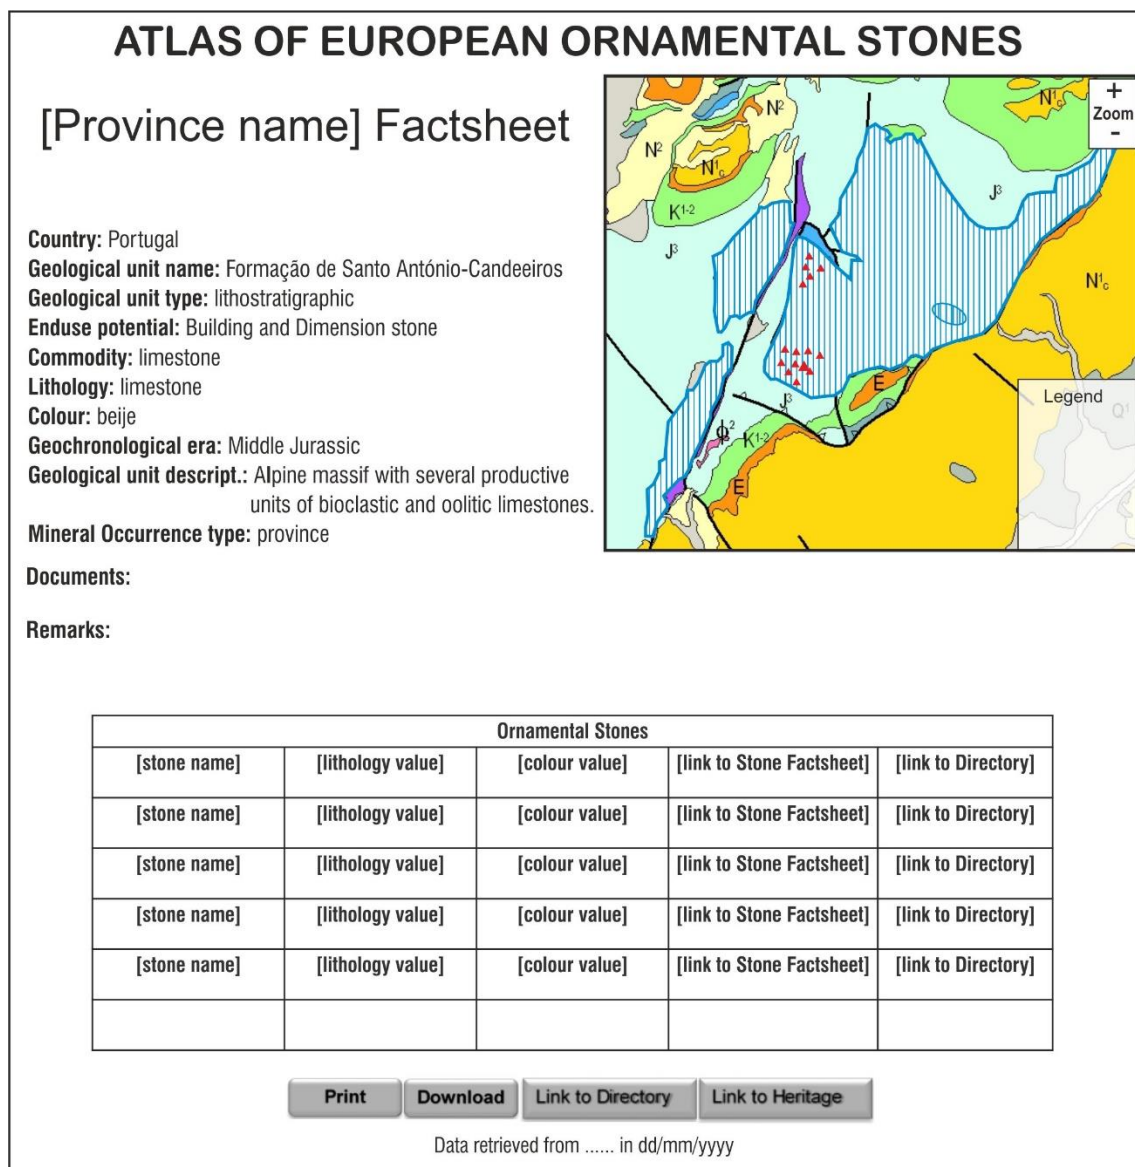 ATLAS OF EUROPEAN ORNAMENTAL STONES
[Province name] Factsheet
Country: Portugal
Geological unit name: Formação de Santo António-Candeeiros
Geological unit type: lithostratigraphic
Enduse potential: Building and Dimension stone
Commodity: limestone
Lithology: limestone
Colour: beije
Geochronological era: Middle Jurassic
Geological unit descript.: Alpine massif with several productive
units of bioclastic and oolitic limestones.
Mineral Occurrence type: province
Documents:
Remarks:
+
Zoom
-
N¹c
N²
N²
N¹c
K¹⁻²
J³
J³
N¹c
E
J³
Legend
Q¹
ϕ²
K¹⁻²
E
Ornamental Stones
[stone name] [lithology value] [colour value] [link to Stone Factsheet] [link to Directory]
[stone name] [lithology value] [colour value] [link to Stone Factsheet] [link to Directory]
[stone name] [lithology value] [colour value] [link to Stone Factsheet] [link to Directory]
[stone name] [lithology value] [colour value] [link to Stone Factsheet] [link to Directory]
[stone name] [lithology value] [colour value] [link to Stone Factsheet] [link to Directory]
Print Download Link to Directory Link to Heritage
Data retrieved from ...... in dd/mm/yyyy